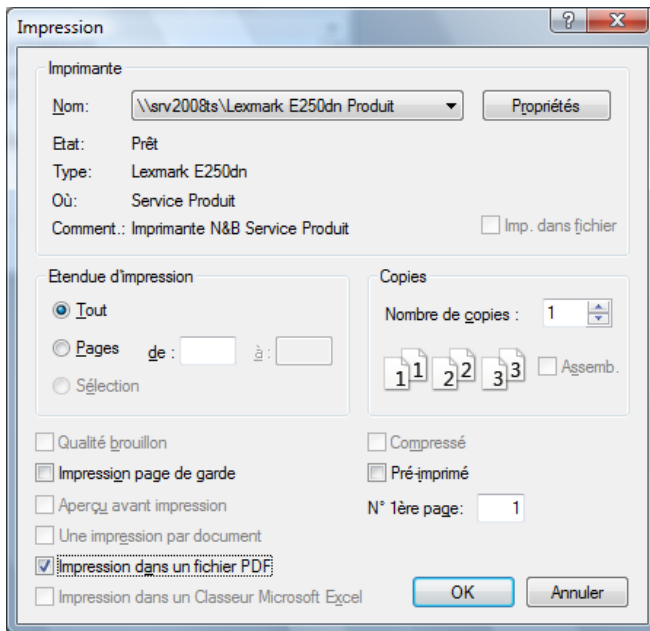 Impression
Imprimante
Nom: \\srv2008ts\Lexmark E250dn Produit Propriétés
Etat: Prêt
Type: Lexmark E250dn
Où: Service Produit
Comment.: Imprimante N&B Service Produit Imp. dans fichier
Etendue d'impression Copies
Tout Nombre de copies : 1
Pages de : à :
1 1 2 2 3 3 Assemb.
Sélection
Qualité brouillon Compressé
Impression page de garde Pré-imprimé
Aperçu avant impression N° 1ère page: 1
Une impression par document
Impression dans un fichier PDF
Impression dans un Classeur Microsoft Excel OK Annuler